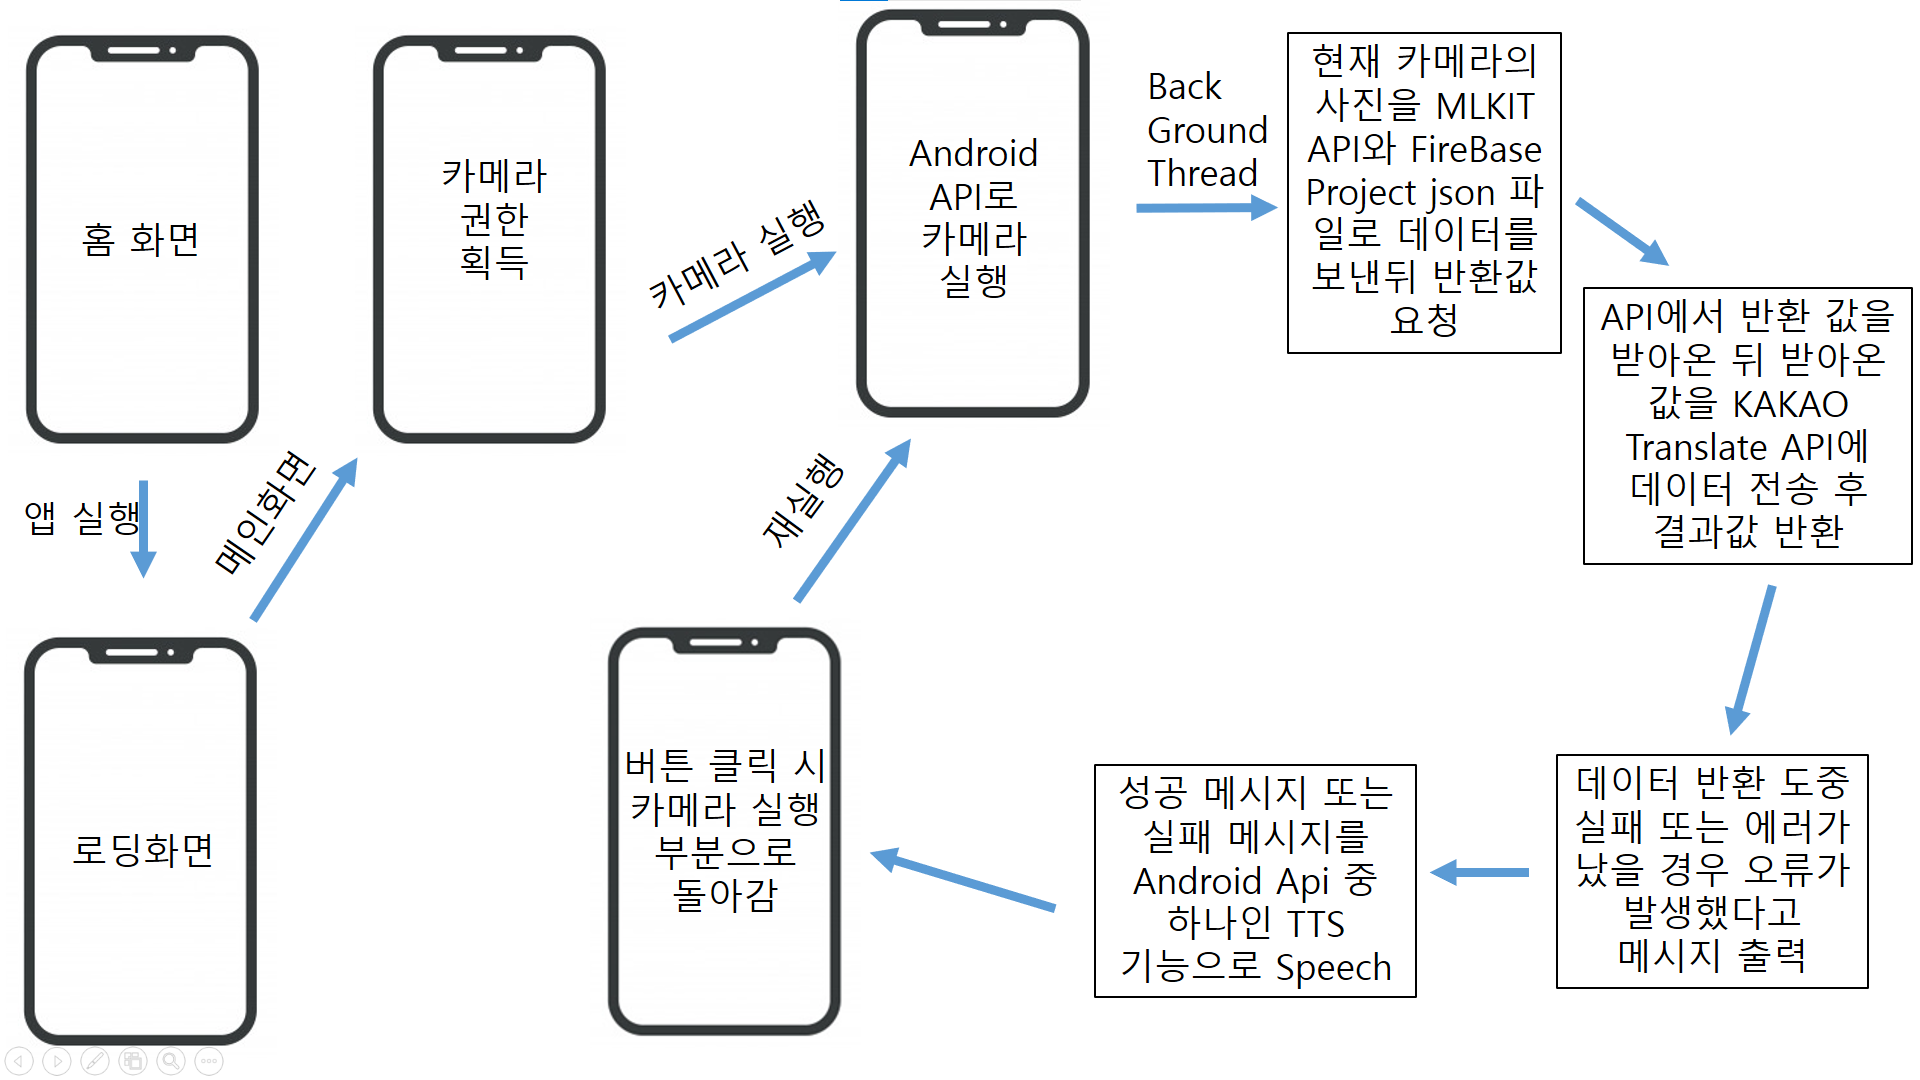 홈 화면
앱 실행
로딩화면
메인화면
카메라
권한
획득
카메라 실행
Android
API로
카메라
실행
Back
Ground
Thread
현재 카메라의
사진을 MLKIT
API와 FireBase
Project json 파
일로 데이터를
보낸뒤 반환값
요청
API에서 반환 값을
받아온 뒤 받아온
값을 KAKAO
Translate API에
데이터 전송 후
결과값 반환
데이터 반환 도중
실패 또는 에러가
났을 경우 오류가
발생했다고
메시지 출력
성공 메시지 또는
실패 메시지를
Android Api 중
하나인 TTS
기능으로 Speech
버튼 클릭 시
카메라 실행
부분으로
돌아감
재실행